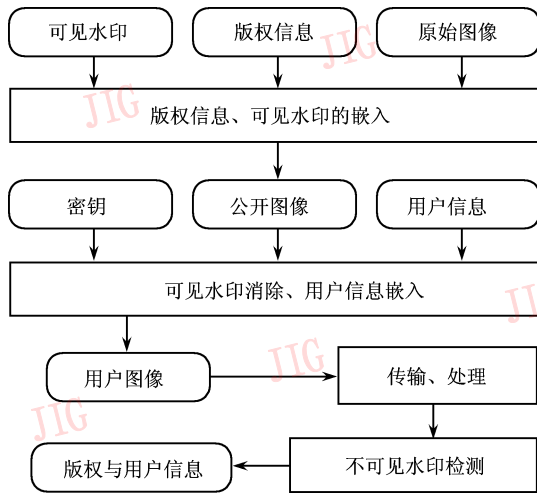 可见水印
版权信息
原始图像
JIG
JIG
版权信息、可见水印的嵌入
密钥
公开图像
用户信息
可见水印消除、用户信息嵌入
JIG
用户图像
JIG
传输、处理
JIG
版权与用户信息
不可见水印检测